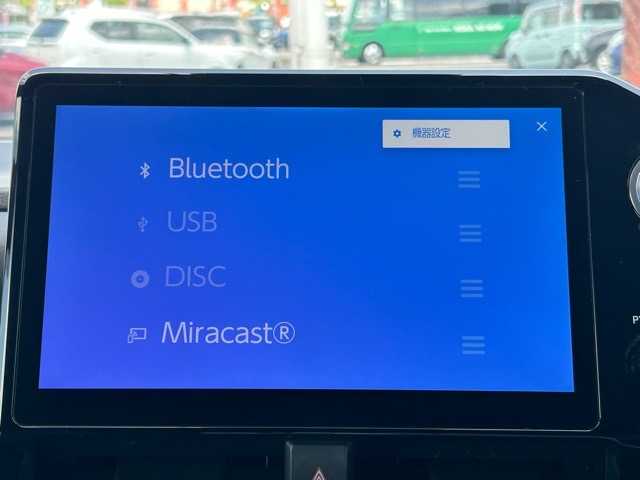 機器設定
Bluetooth
USB
DISC
Miracast®